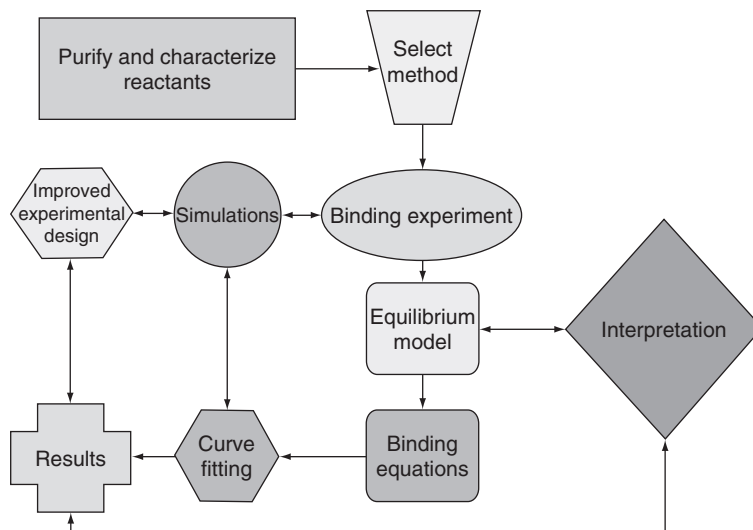 Purify and characterize
reactants
Select
method
Improved
experimental
design
Simulations
Binding experiment
Equilibrium
model
Interpretation
Results
Curve
fitting
Binding
equations